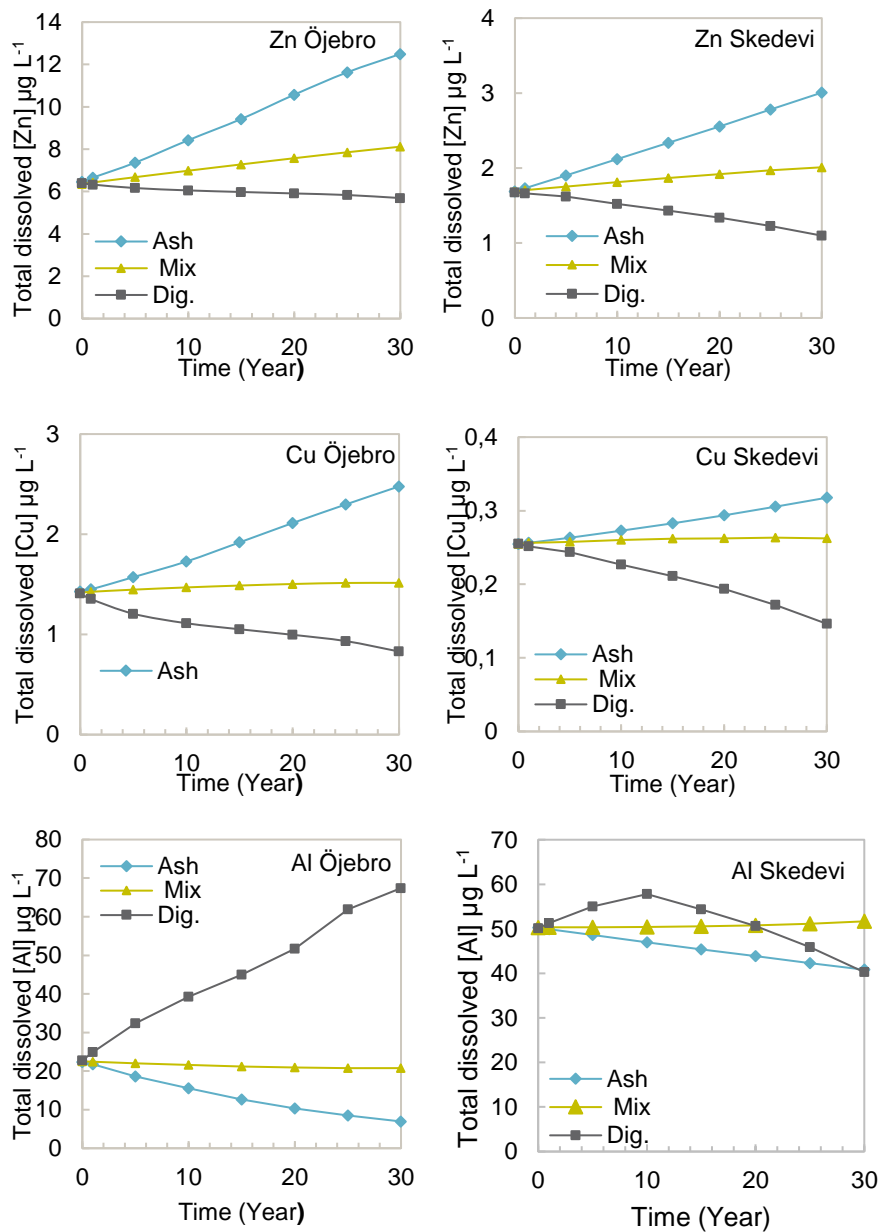 Zn Öjebro
Total dissolved [Zn] µg L-1
14
12
10
8
6
4
2
0
Ash
Mix
Dig.
0 10 20 30
Time (Year)
Zn Skedevi
Total dissolved [Zn] µg L-1
4
3
2
1
0
Ash
Mix
Dig.
0 10 20 30
Time (Year)
Cu Öjebro
Total dissolved [Cu] µg L-1
3
2
1
0
Ash
0 10 20 30
Time (Year)
Cu Skedevi
Total dissolved [Cu] µg L-1
0,4
0,3
0,2
0,1
0
Ash
Mix
Dig.
0 10 20 30
Time (Year)
Al Öjebro
Total dissolved [Al] µg L-1
80
70
60
50
40
30
20
10
0
Ash
Mix
Dig.
0 10 20 30
Time (Year)
Al Skedevi
Total dissolved [Al] µg L-1
70
60
50
40
30
20
10
0
Ash
Mix
Dig.
0 10 20 30
Time (Year)